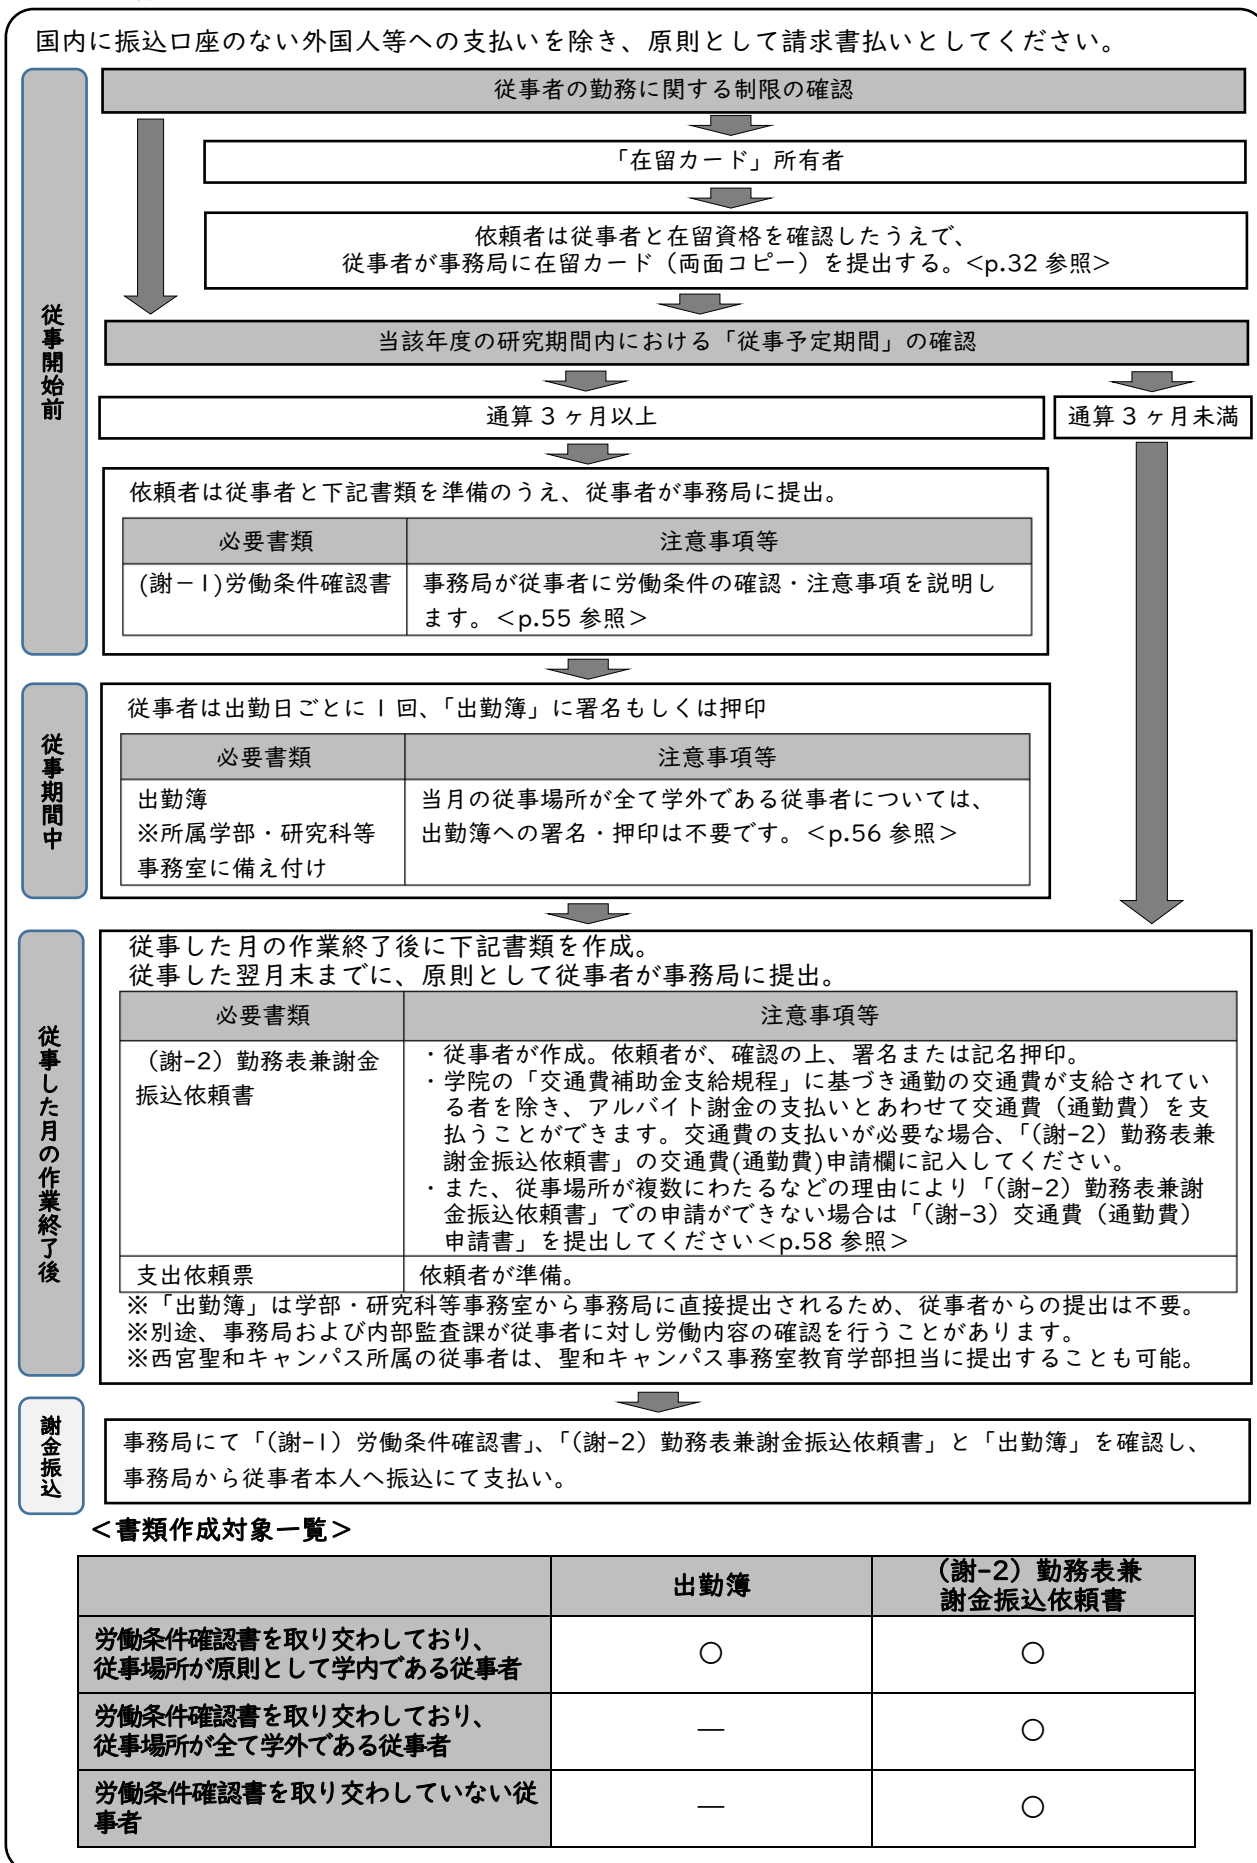 国内に振込口座のない外国人等への支払いを除き、原則として請求書払いとしてください。
従事開始前
従事者の勤務に関する制限の確認
「在留カード」所有者
依頼者は従事者と在留資格を確認したうえで、
従事者が事務局に在留カード（両面コピー）を提出する。<p.32 参照>
当該年度の研究期間内における「従事予定期間」の確認
通算 3 ヶ月以上
通算 3 ヶ月未満
依頼者は従事者と下記書類を準備のうえ、従事者が事務局に提出。
必要書類
注意事項等
(謝－1)労働条件確認書
事務局が従事者に労働条件の確認・注意事項を説明し
ます。＜p.55 参照＞
従事期間中
従事者は出勤日ごとに 1 回、「出勤簿」に署名もしくは押印
必要書類
注意事項等
出勤簿
※所属学部・研究科等
事務室に備え付け
当月の従事場所が全て学外である従事者については、
出勤簿への署名・押印は不要です。＜p.56 参照＞
従事した月の作業終了後
従事した月の作業終了後に下記書類を作成。
従事した翌月末までに、原則として従事者が事務局に提出。
必要書類
注意事項等
（謝-2）勤務表兼謝金
振込依頼書
・従事者が作成。依頼者が、確認の上、署名または記名押印。
・学院の「交通費補助金支給規程」に基づき通勤の交通費が支給されてい
る者を除き、アルバイト謝金の支払いとあわせて交通費（通勤費）を支
払うことができます。交通費の支払いが必要な場合、「(謝-2）勤務表兼
謝金振込依頼書」の交通費(通勤費)申請欄に記入してください。
・また、従事場所が複数にわたるなどの理由により「(謝-2）勤務表兼謝
金振込依頼書」での申請ができない場合は「(謝-3）交通費（通勤費）
申請書」を提出してください＜p.58 参照＞
支出依頼票
依頼者が準備。
※「出勤簿」は学部・研究科等事務室から事務局に直接提出されるため、従事者からの提出は不要。
※別途、事務局および内部監査課が従事者に対し労働内容の確認を行うことがあります。
※西宮聖和キャンパス所属の従事者は、聖和キャンパス事務室教育学部担当に提出することも可能。
謝金振込
事務局にて「(謝-1）労働条件確認書」、「(謝-2）勤務表兼謝金振込依頼書」と「出勤簿」を確認し、
事務局から従事者本人へ振込にて支払い。
＜書類作成対象一覧＞
出勤簿
（謝-2）勤務表兼
謝金振込依頼書
労働条件確認書を取り交わしており、
従事場所が原則として学内である従事者
○
○
労働条件確認書を取り交わしており、
従事場所が全て学外である従事者
―
○
労働条件確認書を取り交わしていない従
事者
―
○